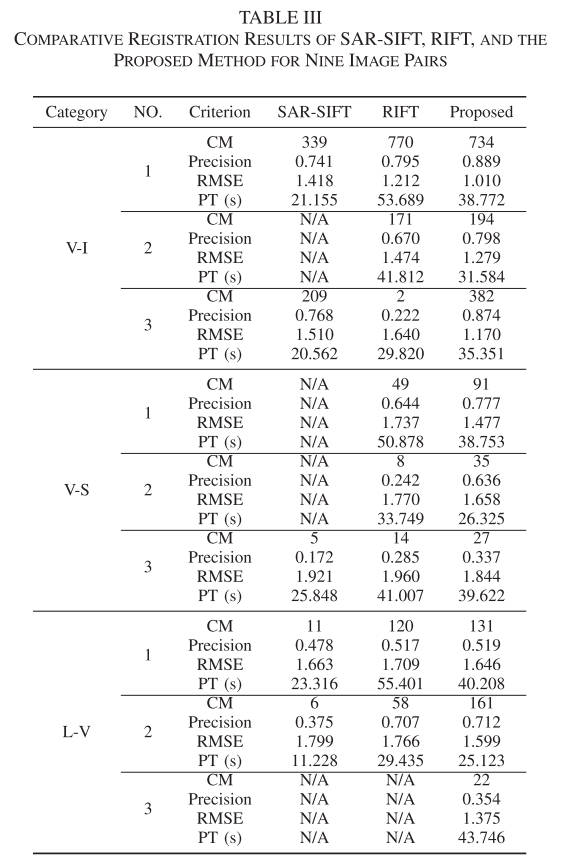 TABLE III
COMPARATIVE REGISTRATION RESULTS OF SAR-SIFT, RIFT, AND THE
PROPOSED METHOD FOR NINE IMAGE PAIRS
Category NO. Criterion SAR-SIFT RIFT Proposed
CM 339 770 734
Precision 0.741 0.795 0.889
1
RMSE 1.418 1.212 1.010
PT (s) 21.155 53.689 38.772
CM N/A 171 194
Precision N/A 0.670 0.798
V-I 2
RMSE N/A 1.474 1.279
PT (s) N/A 41.812 31.584
CM 209 2 382
Precision 0.768 0.222 0.874
3
RMSE 1.510 1.640 1.170
PT (s) 20.562 29.820 35.351
CM N/A 49 91
Precision N/A 0.644 0.777
1
RMSE N/A 1.737 1.477
PT (s) N/A 50.878 38.753
CM N/A 8 35
Precision N/A 0.242 0.636
V-S 2
RMSE N/A 1.770 1.658
PT (s) N/A 33.749 26.325
CM 5 14 27
Precision 0.172 0.285 0.337
3
RMSE 1.921 1.960 1.844
PT (s) 25.848 41.007 39.622
CM 11 120 131
Precision 0.478 0.517 0.519
1
RMSE 1.663 1.709 1.646
PT (s) 23.316 55.401 40.208
CM 6 58 161
Precision 0.375 0.707 0.712
L-V 2
RMSE 1.799 1.766 1.599
PT (s) 11.228 29.435 25.123
CM N/A N/A 22
Precision N/A N/A 0.354
3
RMSE N/A N/A 1.375
PT (s) N/A N/A 43.746